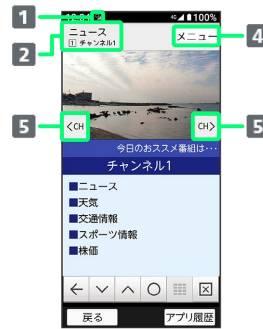 1
4G 100%
ニュース
1 チャンネル1
メニュー
4
2
5
<CH
CH>
5
今日のおススメ番組は・・・
チャンネル1
■ニュース
■天気
■交通情報
■スポーツ情報
■株価
戻る
アプリ履歴